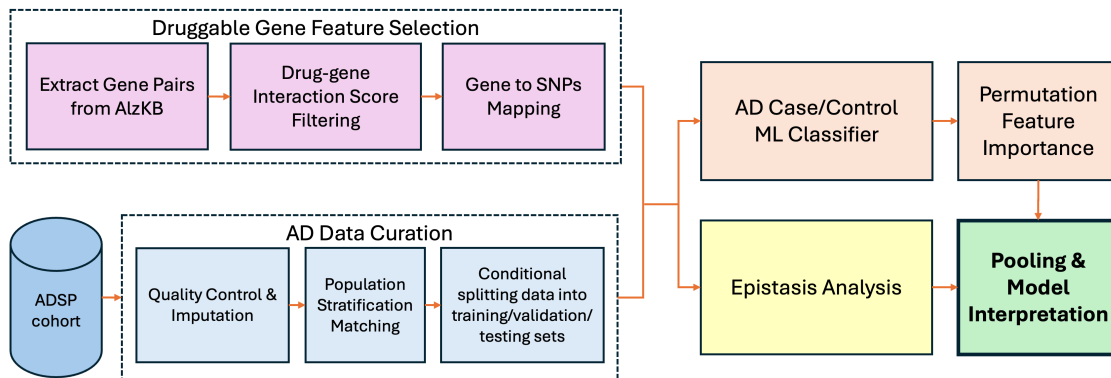 Druggable Gene Feature Selection
Extract Gene Pairs
from AlzKB
Drug-gene
Interaction Score
Filtering
Gene to SNPs
Mapping
AD Case/Control
ML Classifier
Permutation
Feature
Importance
ADSP
cohort
AD Data Curation
Quality Control &
Imputation
Population
Stratification
Matching
Conditional
splitting data into
training/validation/
testing sets
Epistasis Analysis
Pooling &
Model
Interpretation